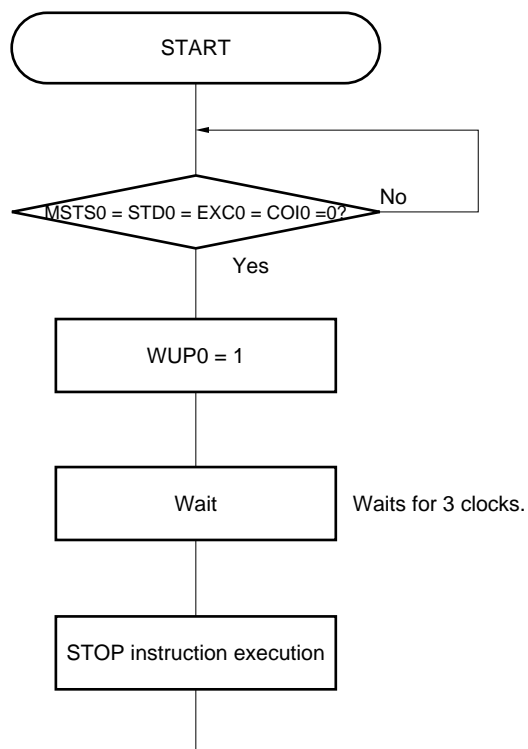 START
MSTS0 = STD0 = EXC0 = COI0 =0?
No
Yes
WUP0 = 1
Wait
Waits for 3 clocks.
STOP instruction execution